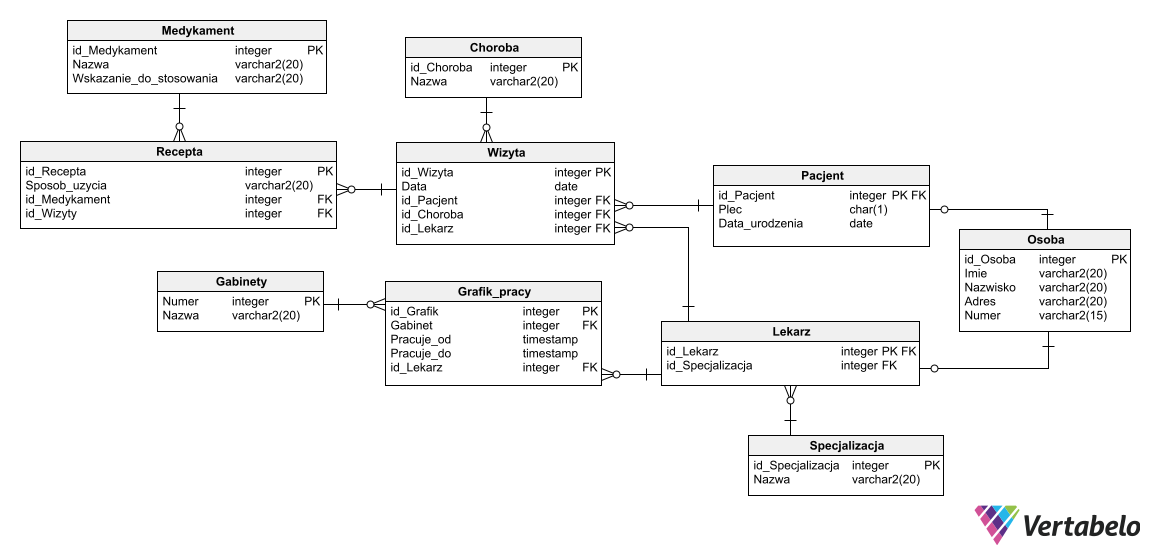 Medykament
id_Medykament integer PK
Nazwa varchar2(20)
Wskazanie_do_stosowania varchar2(20)
Choroba
id_Choroba integer PK
Nazwa varchar2(20)
Recepta
id_Recepta integer PK
Sposob_uzycia varchar2(20)
id_Medykament integer FK
id_Wizyty integer FK
Wizyta
id_Wizyta integer PK
Data date
id_Pacjent integer FK
id_Choroba integer FK
id_Lekarz integer FK
Pacjent
id_Pacjent integer PK FK
Plec char(1)
Data_urodzenia date
Osoba
id_Osoba integer PK
Imie varchar2(20)
Nazwisko varchar2(20)
Adres varchar2(20)
Numer varchar2(15)
Gabinety
Numer integer PK
Nazwa varchar2(20)
Grafik_pracy
id_Grafik integer PK
Gabinet integer FK
Pracuje_od timestamp
Pracuje_do timestamp
id_Lekarz integer FK
Lekarz
id_Lekarz integer PK FK
id_Specjalizacja integer FK
Specjalizacja
id_Specjalizacja integer PK
Nazwa varchar2(20)
Vertabelo